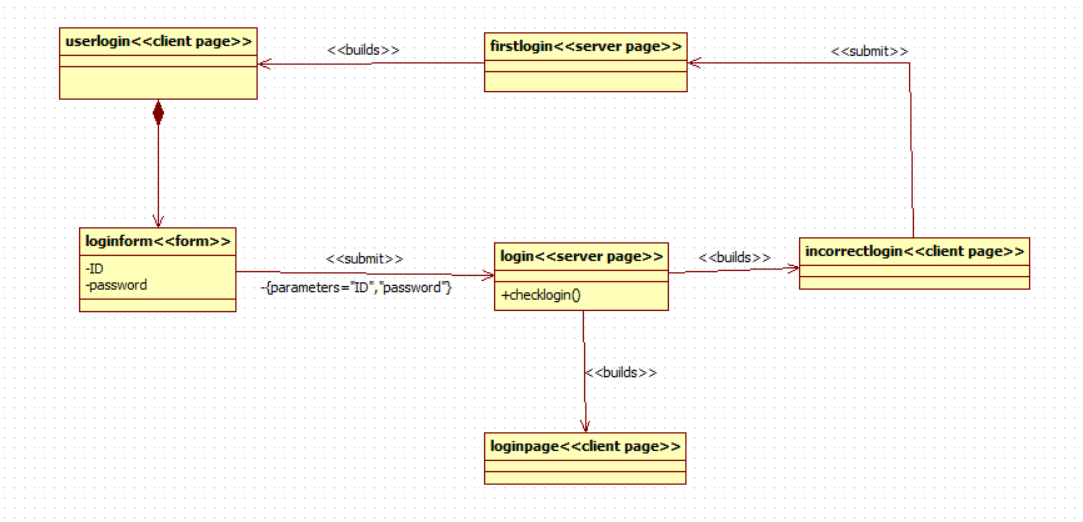 userlogin<<client page>>
<<builds>>
firstlogin<<server page>>
<<submit>>
loginform<<form>>
-ID
-password
<<submit>>
-{parameters="ID","password"}
login<<server page>>
+checklogin()
<<builds>>
incorrectlogin<<client page>>
<<builds>>
loginpage<<client page>>